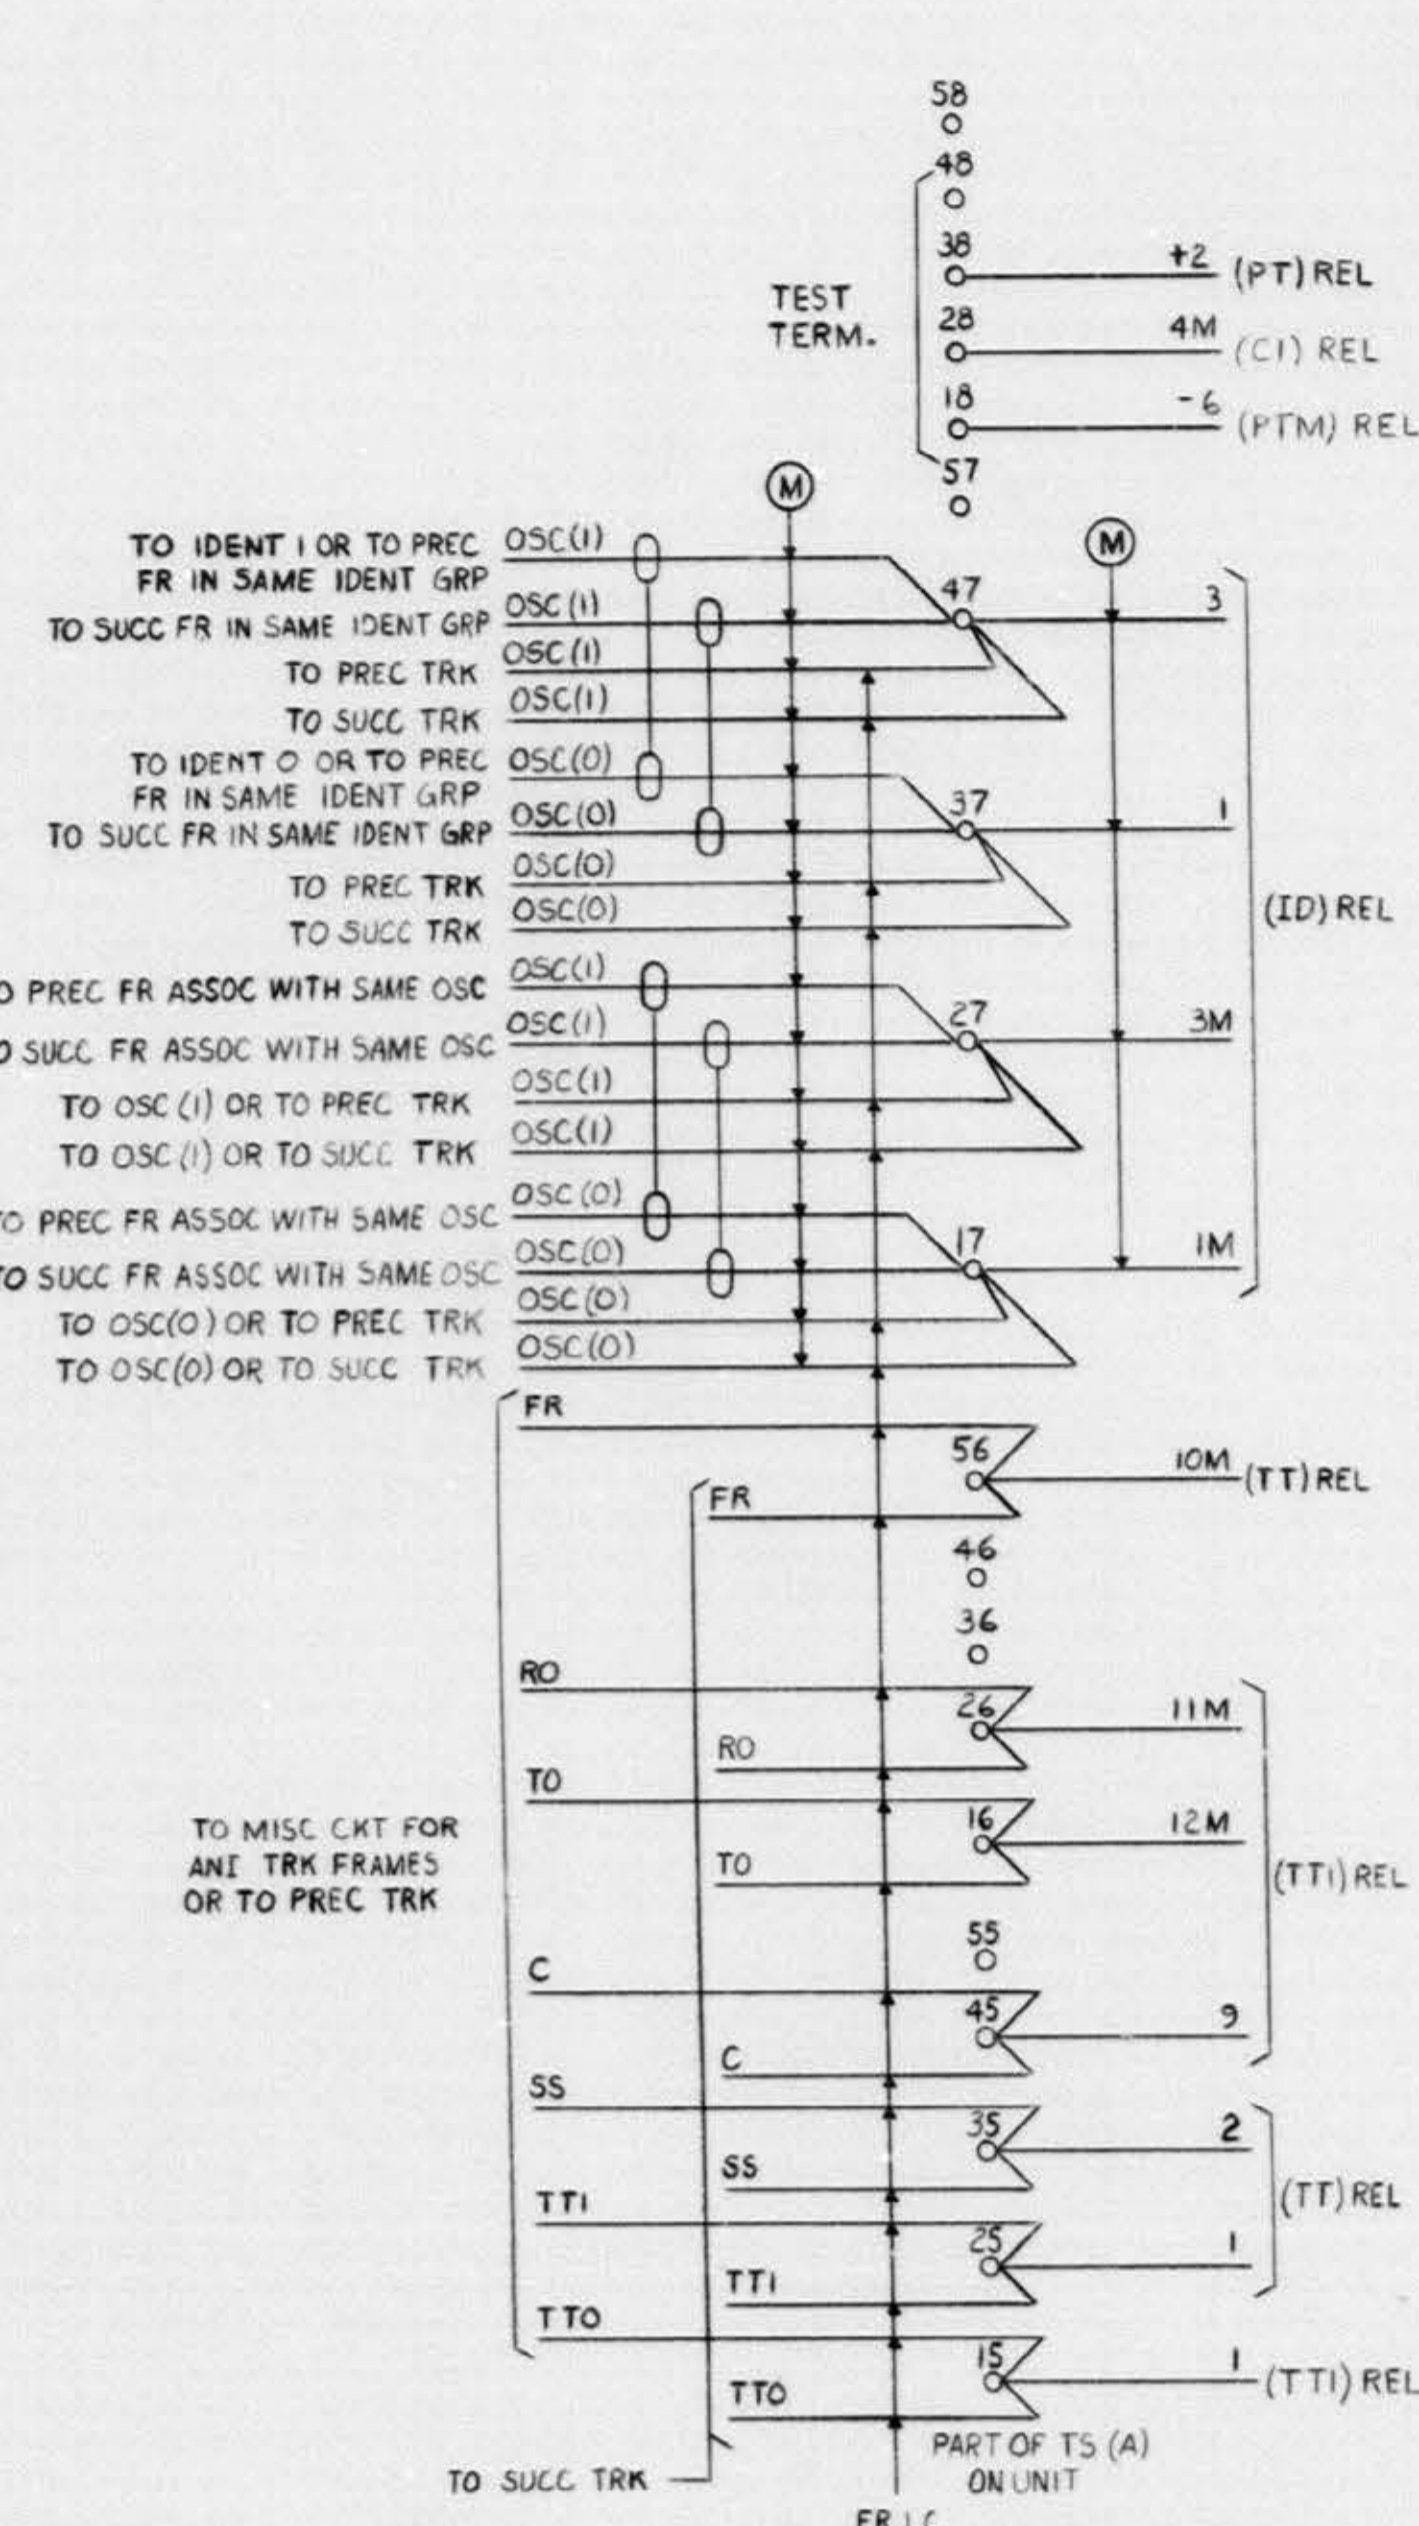 58
48
38
+2 (PT) REL
TEST
TERM.
28
4M (C1) REL
18
-6 (PTM) REL
57
M
M
TO IDENT 1 OR TO PREC
FR IN SAME IDENT GRP
OSC(1)
TO SUCC FR IN SAME IDENT GRP OSC(1)
47
3
TO PREC TRK OSC(1)
TO SUCC TRK OSC(1)
TO IDENT 0 OR TO PREC
FR IN SAME IDENT GRP
OSC(0)
TO SUCC FR IN SAME IDENT GRP OSC(0)
37
1
TO PREC TRK OSC(0)
TO SUCC TRK OSC(0)
(ID) REL
O PREC FR ASSOC WITH SAME OSC OSC(1)
O SUCC FR ASSOC WITH SAME OSC OSC(1)
27
3M
TO OSC(1) OR TO PREC TRK OSC(1)
TO OSC(1) OR TO SUCC TRK OSC(1)
TO PREC FR ASSOC WITH SAME OSC OSC(0)
TO SUCC FR ASSOC WITH SAME OSC OSC(0)
17
1M
TO OSC(0) OR TO PREC TRK OSC(0)
TO OSC(0) OR TO SUCC TRK OSC(0)
FR
56
10M (TT) REL
FR
46
36
RO
26
11M
RO
TO
16
12M
TO
TO MISC CKT FOR
ANI TRK FRAMES
OR TO PREC TRK
(TT1) REL
55
C
45
9
C
SS
35
2
SS
(TT) REL
TT1
25
1
TT1
TTO
15
1 (TT1) REL
TTO
PART OF TS (A)
ON UNIT
TO SUCC TRK